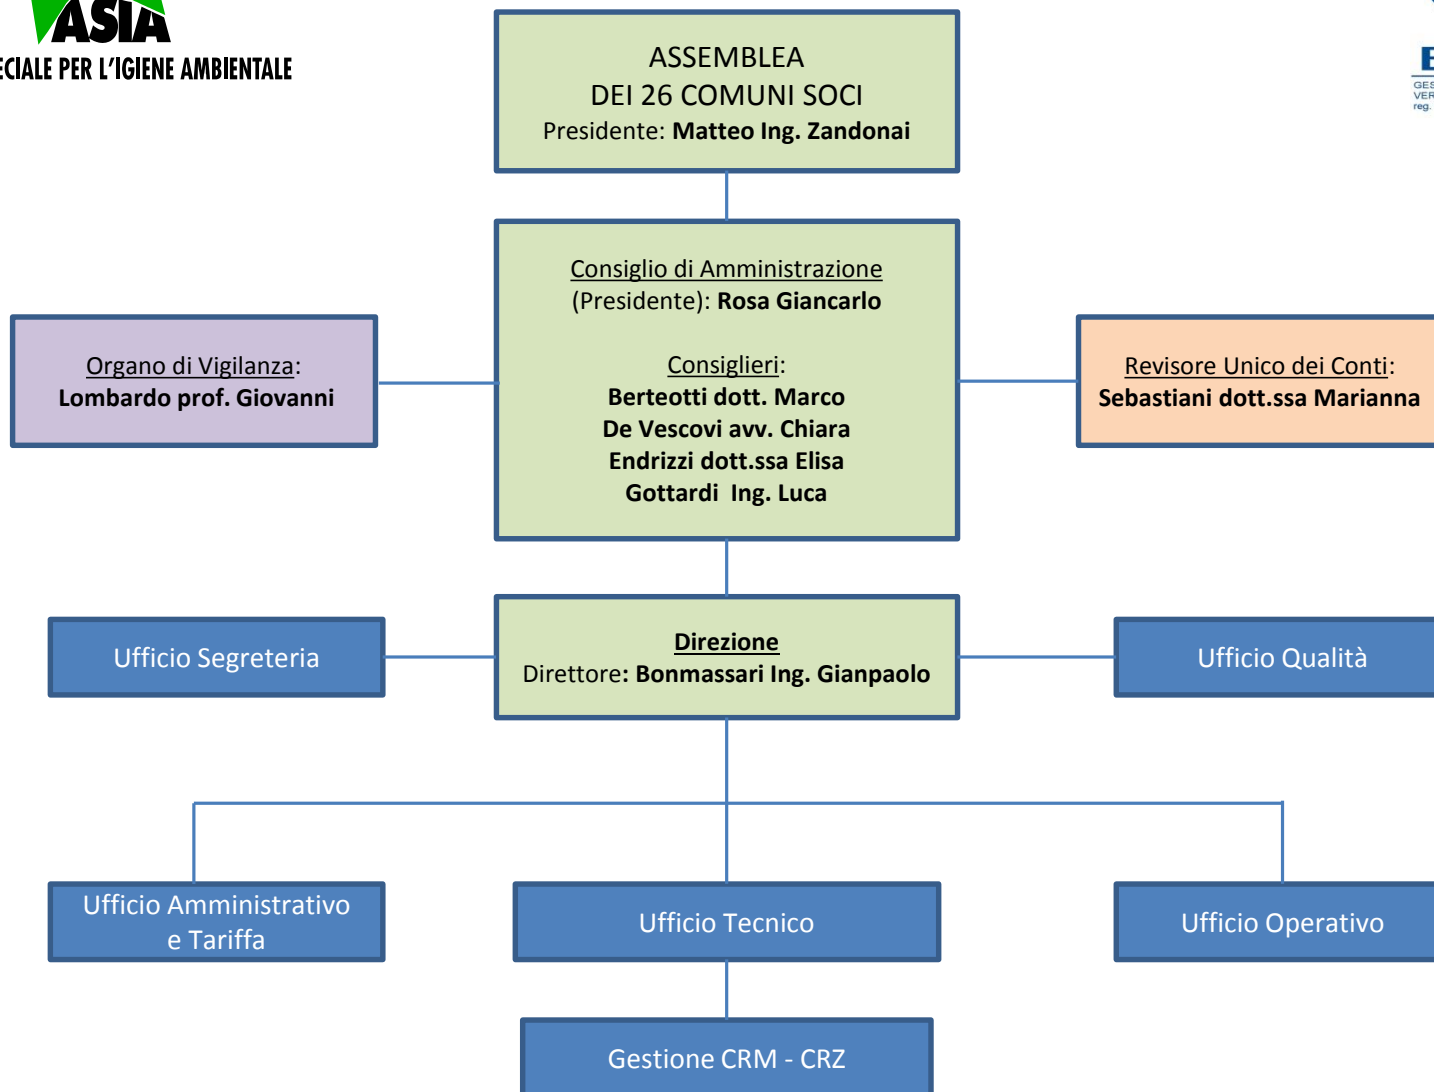 ASIA
ECIALE PER L'IGIENE AMBIENTALE
ASSEMBLEA
DEI 26 COMUNI SOCI
Presidente: Matteo Ing. Zandonai
E
GES
VER
reg.
Consiglio di Amministrazione
(Presidente): Rosa Giancarlo
Consiglieri:
Berteotti dott. Marco
De Vescovi avv. Chiara
Endrizzi dott.ssa Elisa
Gottardi  Ing. Luca
Organo di Vigilanza:
Lombardo prof. Giovanni
Revisore Unico dei Conti:
Sebastiani dott.ssa Marianna
Ufficio Segreteria
Direzione
Direttore: Bonmassari Ing. Gianpaolo
Ufficio Qualità
Ufficio Amministrativo
e Tariffa
Ufficio Tecnico
Ufficio Operativo
Gestione CRM - CRZ